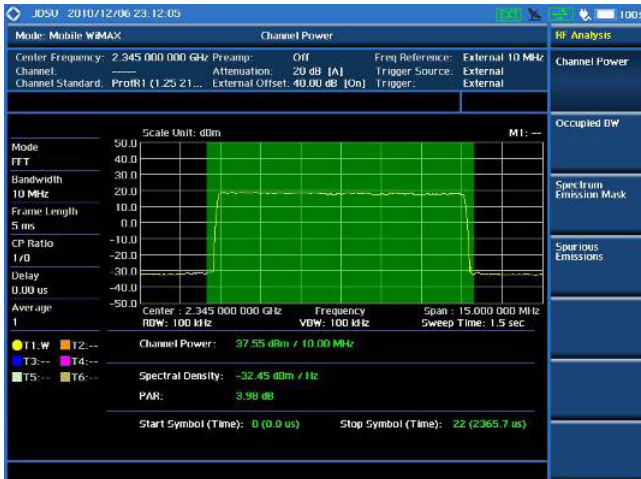 JDSU 2010/12/06 23:12:05 EXT 100%
Mode: Mobile WiMAX Channel Power
Center Frequency: 2.345 000 000 GHz Preamp: Off Freq Reference: External 10 MHz
Channel: ----- Attenuation: 20 dB [A] Trigger Source: External
Channel Standard: ProfR1 (1.25 21... External Offset: 40.00 dB [On] Trigger: External
RF Analysis
Channel Power
Occupied BW
Spectrum
Emission Mask
Spurious
Emissions
Mode
FFT
Bandwidth
10 MHz
Frame Length
5 ms
CP Ratio
1/8
Delay
0.00 us
Average
1
T1:W T2:--
T3:-- T4:--
T5:-- T6:--
Scale Unit: dBm M1: --
50.0
40.0
30.0
20.0
10.0
0.0
-10.0
-20.0
-30.0
-40.0
-50.0
Center : 2.345 000 000 GHz Frequency Span : 15.000 000 MHz
RBW: 100 kHz VBW: 100 kHz Sweep Time: 1.5 sec
Channel Power: 37.55 dBm / 10.00 MHz
Spectral Density: -32.45 dBm / Hz
PAR: 3.98 dB
Start Symbol (Time): 0 (0.0 us) Stop Symbol (Time): 22 (2365.7 us)